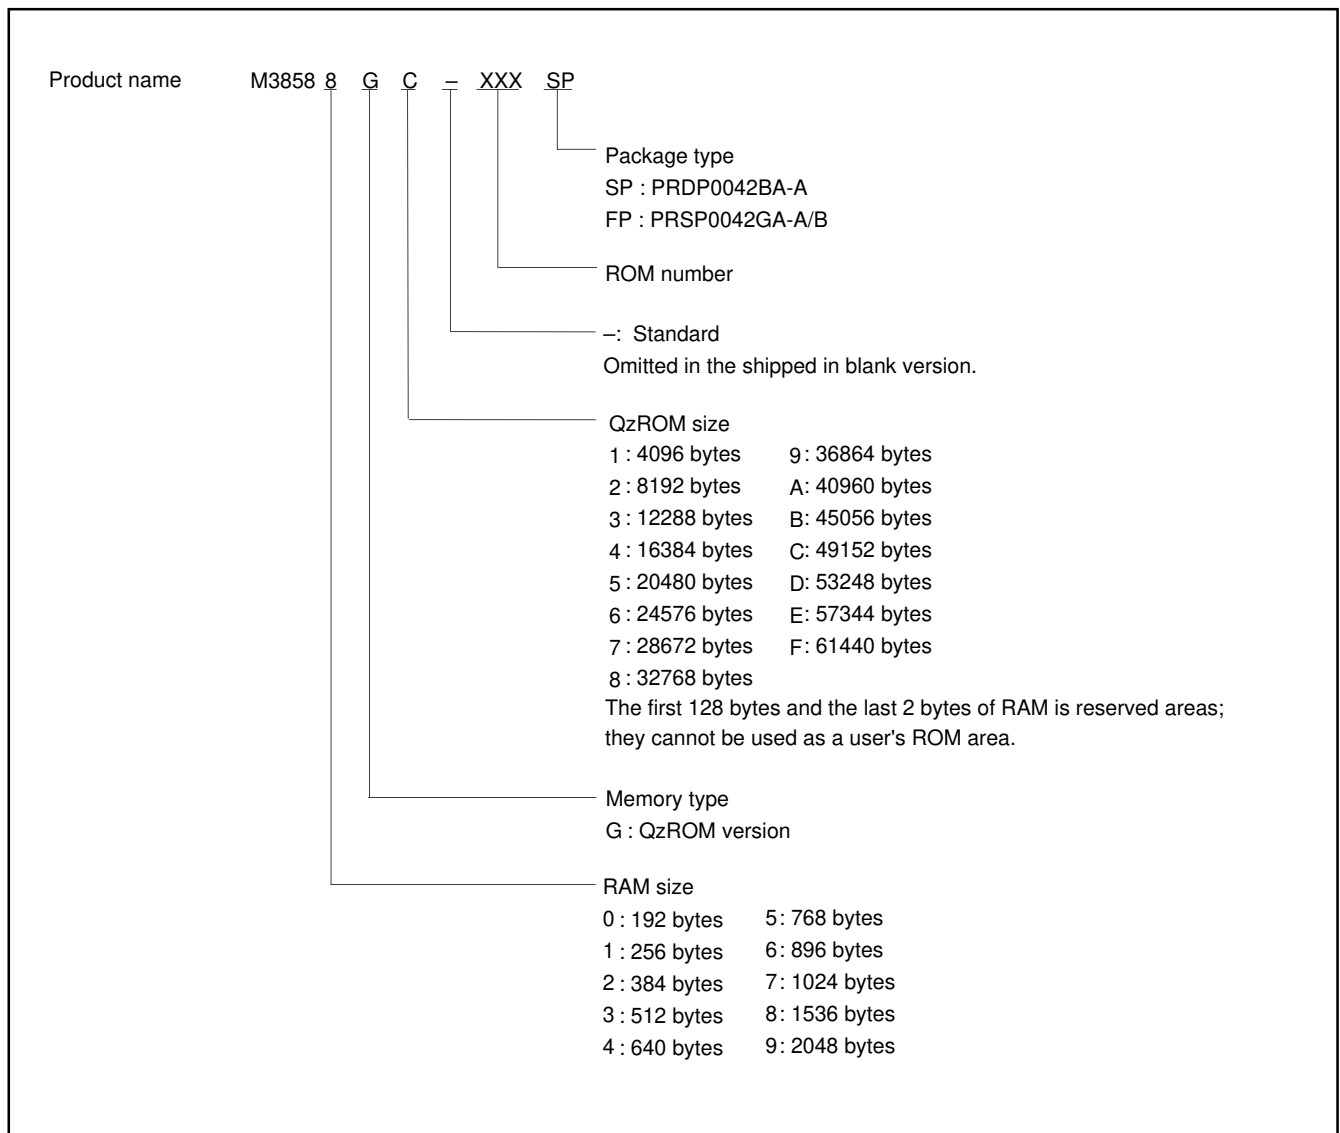 Product name M3858 8 G C – XXX SP
Package type
SP : PRDP0042BA-A
FP : PRSP0042GA-A/B
ROM number
–: Standard
Omitted in the shipped in blank version.
QzROM size
1 : 4096 bytes 9 : 36864 bytes
2 : 8192 bytes A: 40960 bytes
3 : 12288 bytes B: 45056 bytes
4 : 16384 bytes C: 49152 bytes
5 : 20480 bytes D: 53248 bytes
6 : 24576 bytes E: 57344 bytes
7 : 28672 bytes F: 61440 bytes
8 : 32768 bytes
The first 128 bytes and the last 2 bytes of RAM is reserved areas;
they cannot be used as a user's ROM area.
Memory type
G : QzROM version
RAM size
0 : 192 bytes 5 : 768 bytes
1 : 256 bytes 6 : 896 bytes
2 : 384 bytes 7 : 1024 bytes
3 : 512 bytes 8 : 1536 bytes
4 : 640 bytes 9 : 2048 bytes